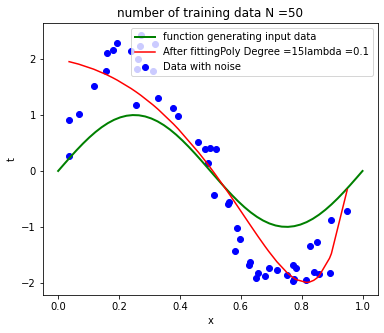 number of training data N =50
function generating input data
After fittingPoly Degree =15lambda =0.1
Data with noise
t
2
1
0
−1
−2
0.0 0.2 0.4 0.6 0.8 1.0
x